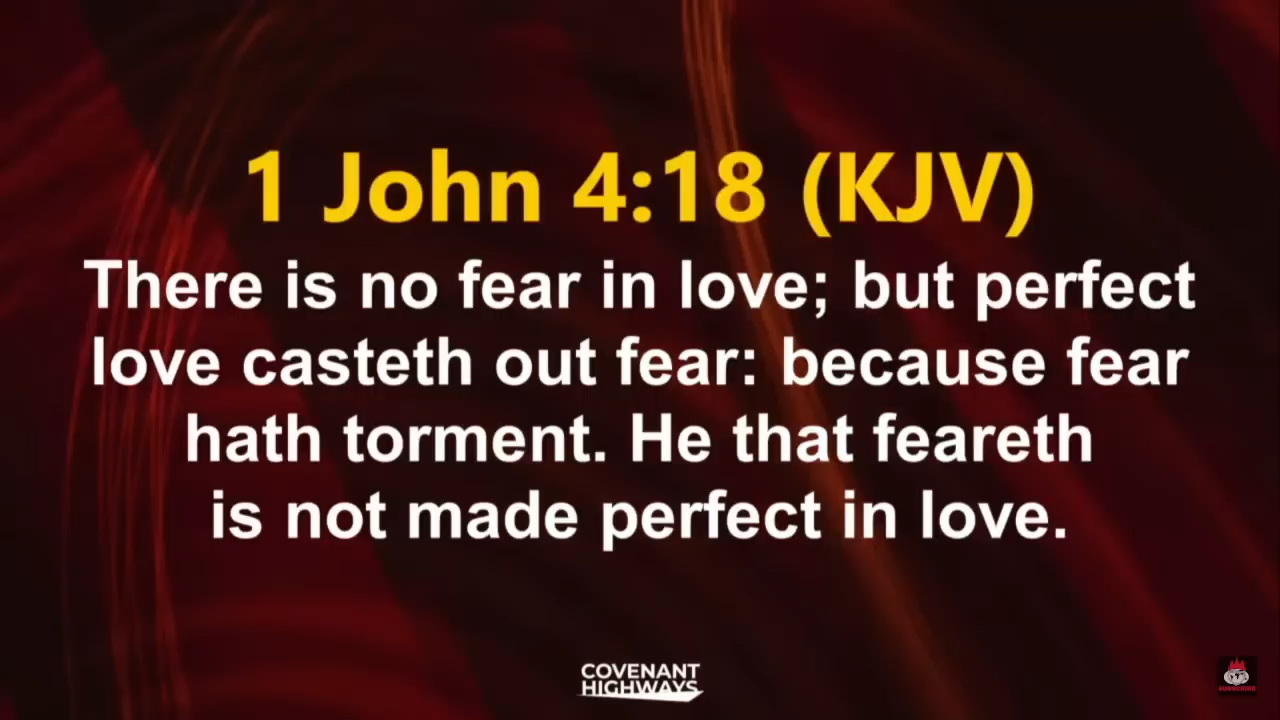 1 John 4:18 (KJV)
There is no fear in love; but perfect
love casteth out fear: because fear
hath torment. He that feareth
is not made perfect in love.
COVENANT
HIGHWAYS
SUBSCRIBE